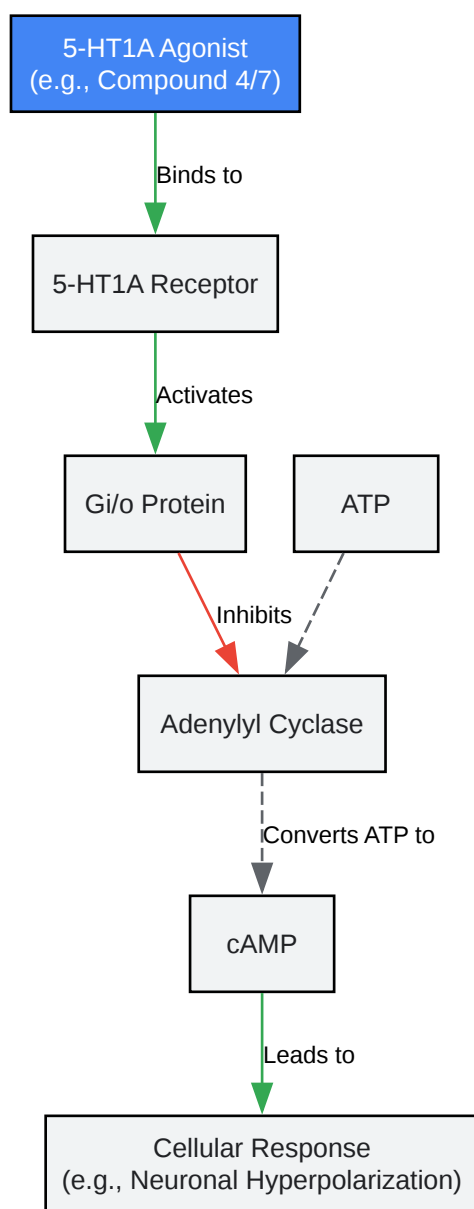 5-HT1A Agonist
(e.g., Compound 4/7)
Binds to
5-HT1A Receptor
Activates
Gi/o Protein
ATP
Inhibits
Adenylyl Cyclase
Converts ATP to
cAMP
Leads to
Cellular Response
(e.g., Neuronal Hyperpolarization)